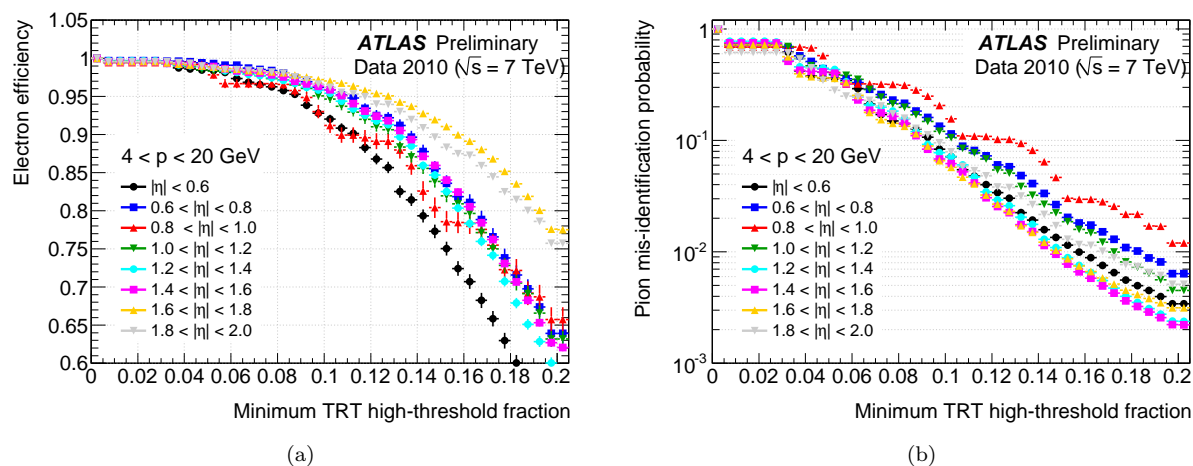 1.05
1
0.95
0.9
0.85
0.8
0.75
0.7
0.65
0.6
Electron efficiency
ATLAS Preliminary
Data 2010 (√s = 7 TeV)
4 < p < 20 GeV
|η| < 0.6
0.6 < |η| < 0.8
0.8 < |η| < 1.0
1.0 < |η| < 1.2
1.2 < |η| < 1.4
1.4 < |η| < 1.6
1.6 < |η| < 1.8
1.8 < |η| < 2.0
0 0.02 0.04 0.06 0.08 0.1 0.12 0.14 0.16 0.18 0.2
Minimum TRT high-threshold fraction
(a)
1
10⁻¹
10⁻²
10⁻³
Pion mis-identification probability
ATLAS Preliminary
Data 2010 (√s = 7 TeV)
4 < p < 20 GeV
|η| < 0.6
0.6 < |η| < 0.8
0.8 < |η| < 1.0
1.0 < |η| < 1.2
1.2 < |η| < 1.4
1.4 < |η| < 1.6
1.6 < |η| < 1.8
1.8 < |η| < 2.0
0 0.02 0.04 0.06 0.08 0.1 0.12 0.14 0.16 0.18 0.2
Minimum TRT high-threshold fraction
(b)